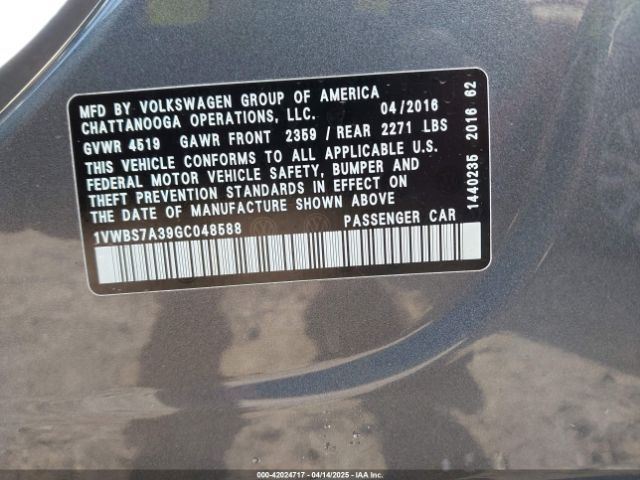 MFD BY VOLKSWAGEN GROUP OF AMERICA
CHATTANOOGA OPERATIONS, LLC. 04/2016
GVWR 4519 GAWR FRONT 2359 / REAR 2271 LBS
THIS VEHICLE CONFORMS TO ALL APPLICABLE U.S.
FEDERAL MOTOR VEHICLE SAFETY, BUMPER AND
THEFT PREVENTION STANDARDS IN EFFECT ON
THE DATE OF MANUFACTURE SHOWN ABOVE
1VWBS7A39GC048588 PASSENGER CAR
1440235 2016 62
000-42024717 - 04/14/2025 - IAAI.COM